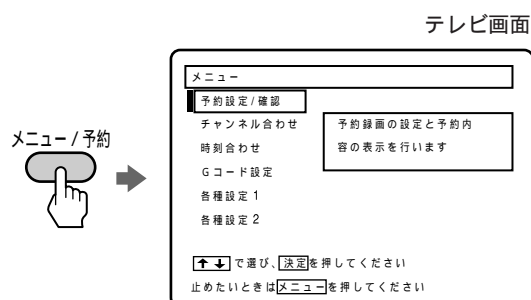 テレビ画面
メニュー / 予約
メニュー
予約設定/確認
チャンネル合わせ
時刻合わせ
Gコード設定
各種設定1
各種設定2
予約録画の設定と予約内
容の表示を行います
↑↓で選び、決定を押してください
止めたいときはメニューを押してください